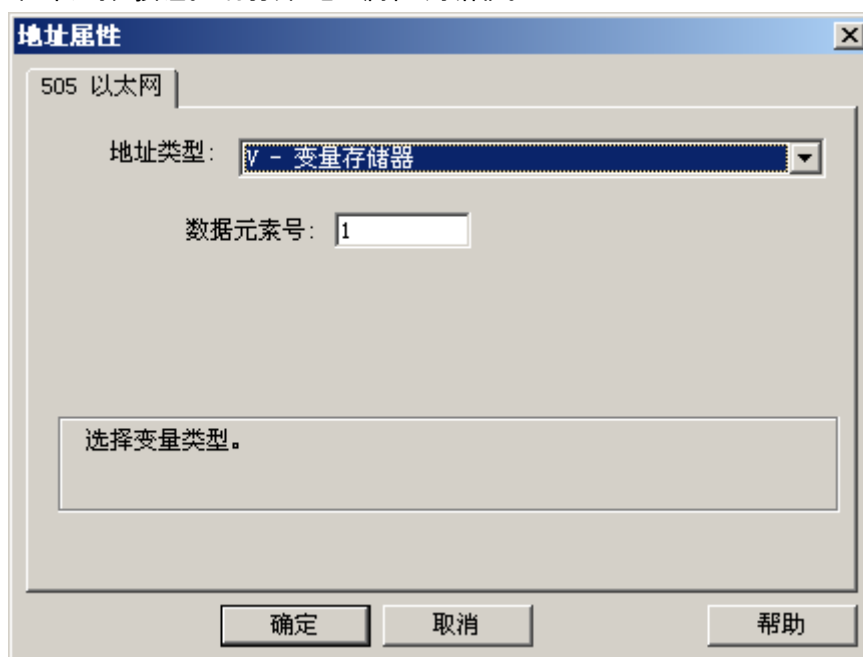 地址属性
505 以太网
地址类型: V - 变量存储器
数据元素号: 1
选择变量类型。
确定 取消 帮助